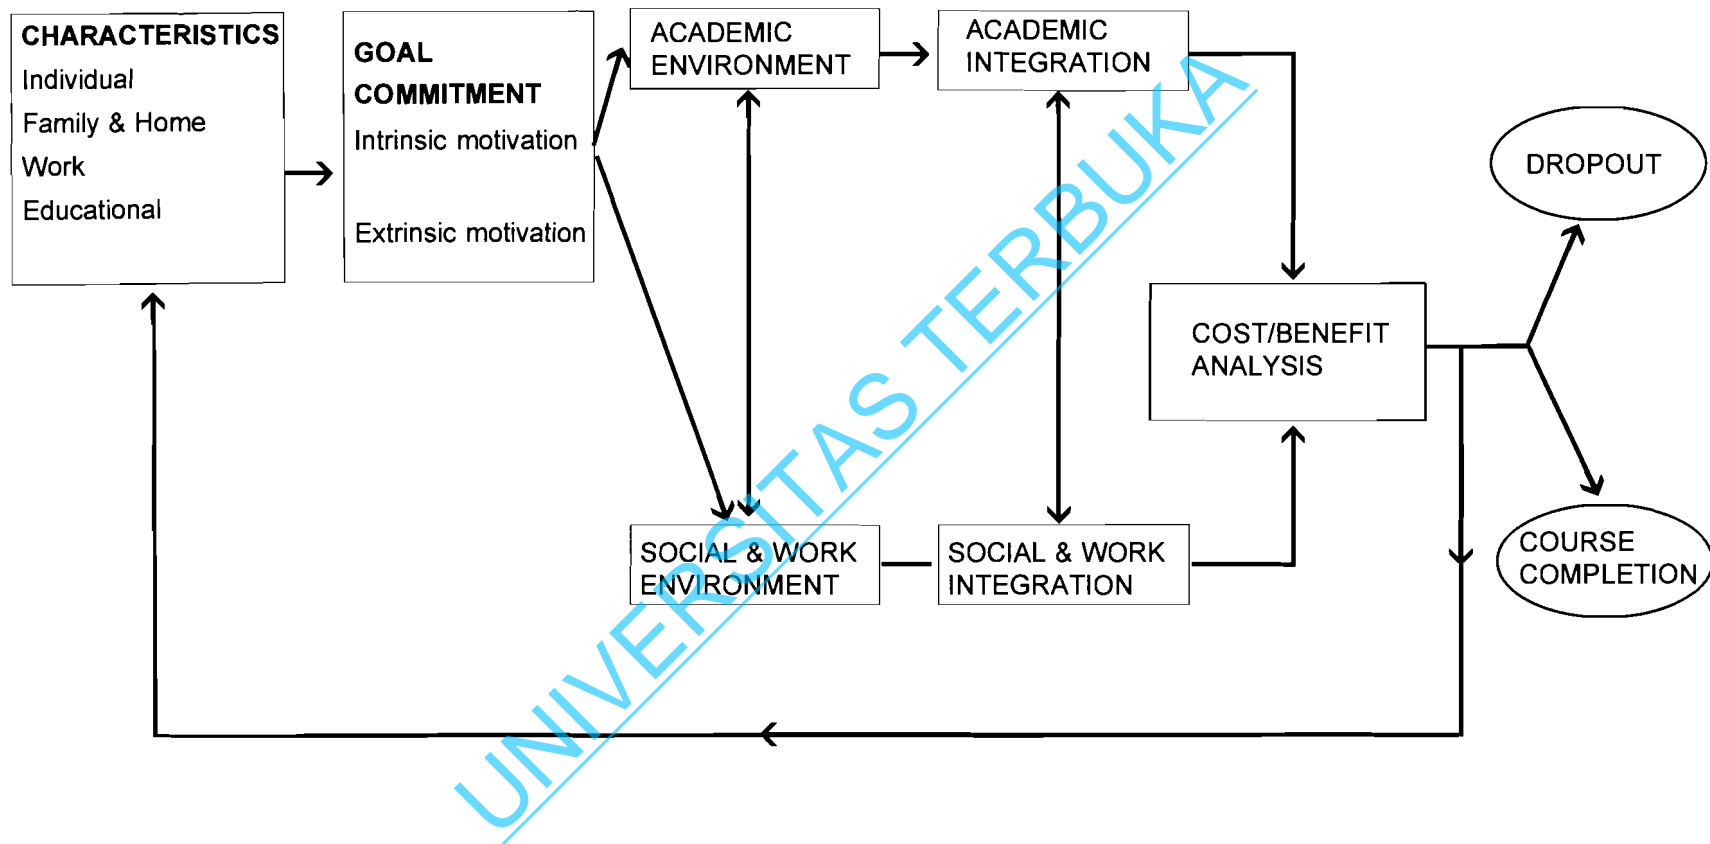 CHARACTERISTICS
Individual
Family & Home
Work
Educational
GOAL
COMMITMENT
Intrinsic motivation
Extrinsic motivation
ACADEMIC
ENVIRONMENT
ACADEMIC
INTEGRATION
SOCIAL & WORK
ENVIRONMENT
SOCIAL & WORK
INTEGRATION
COST/BENEFIT
ANALYSIS
DROPOUT
COURSE
COMPLETION
UNIVERSITAS TERBUKA